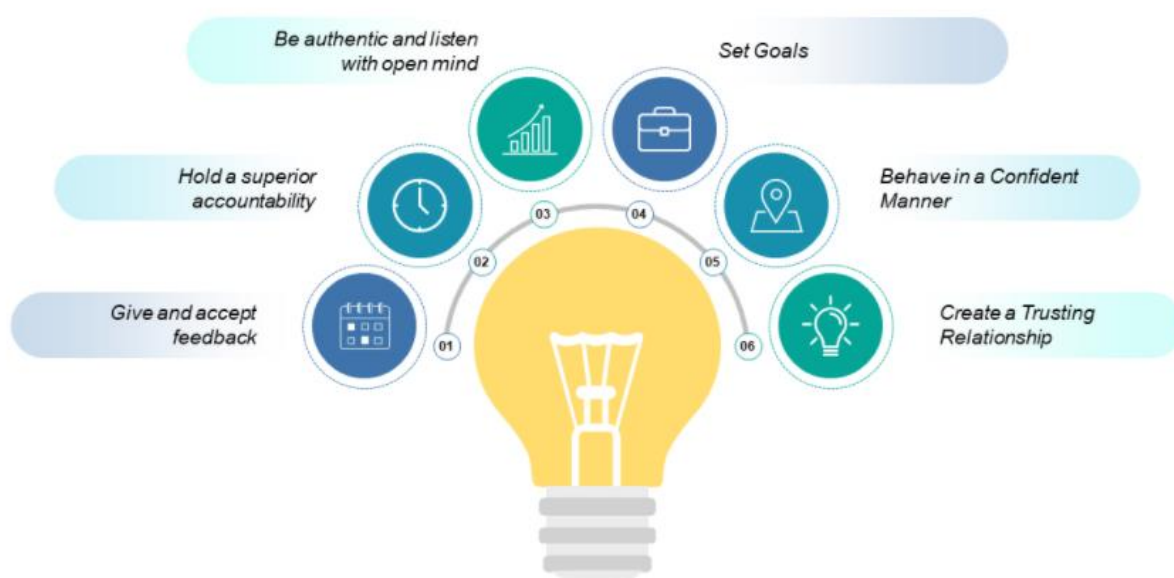 Be authentic and listen
with open mind
Set Goals
Hold a superior
accountability
Behave in a Confident
Manner
Give and accept
feedback
Create a Trusting
Relationship
01
02
03
04
05
06